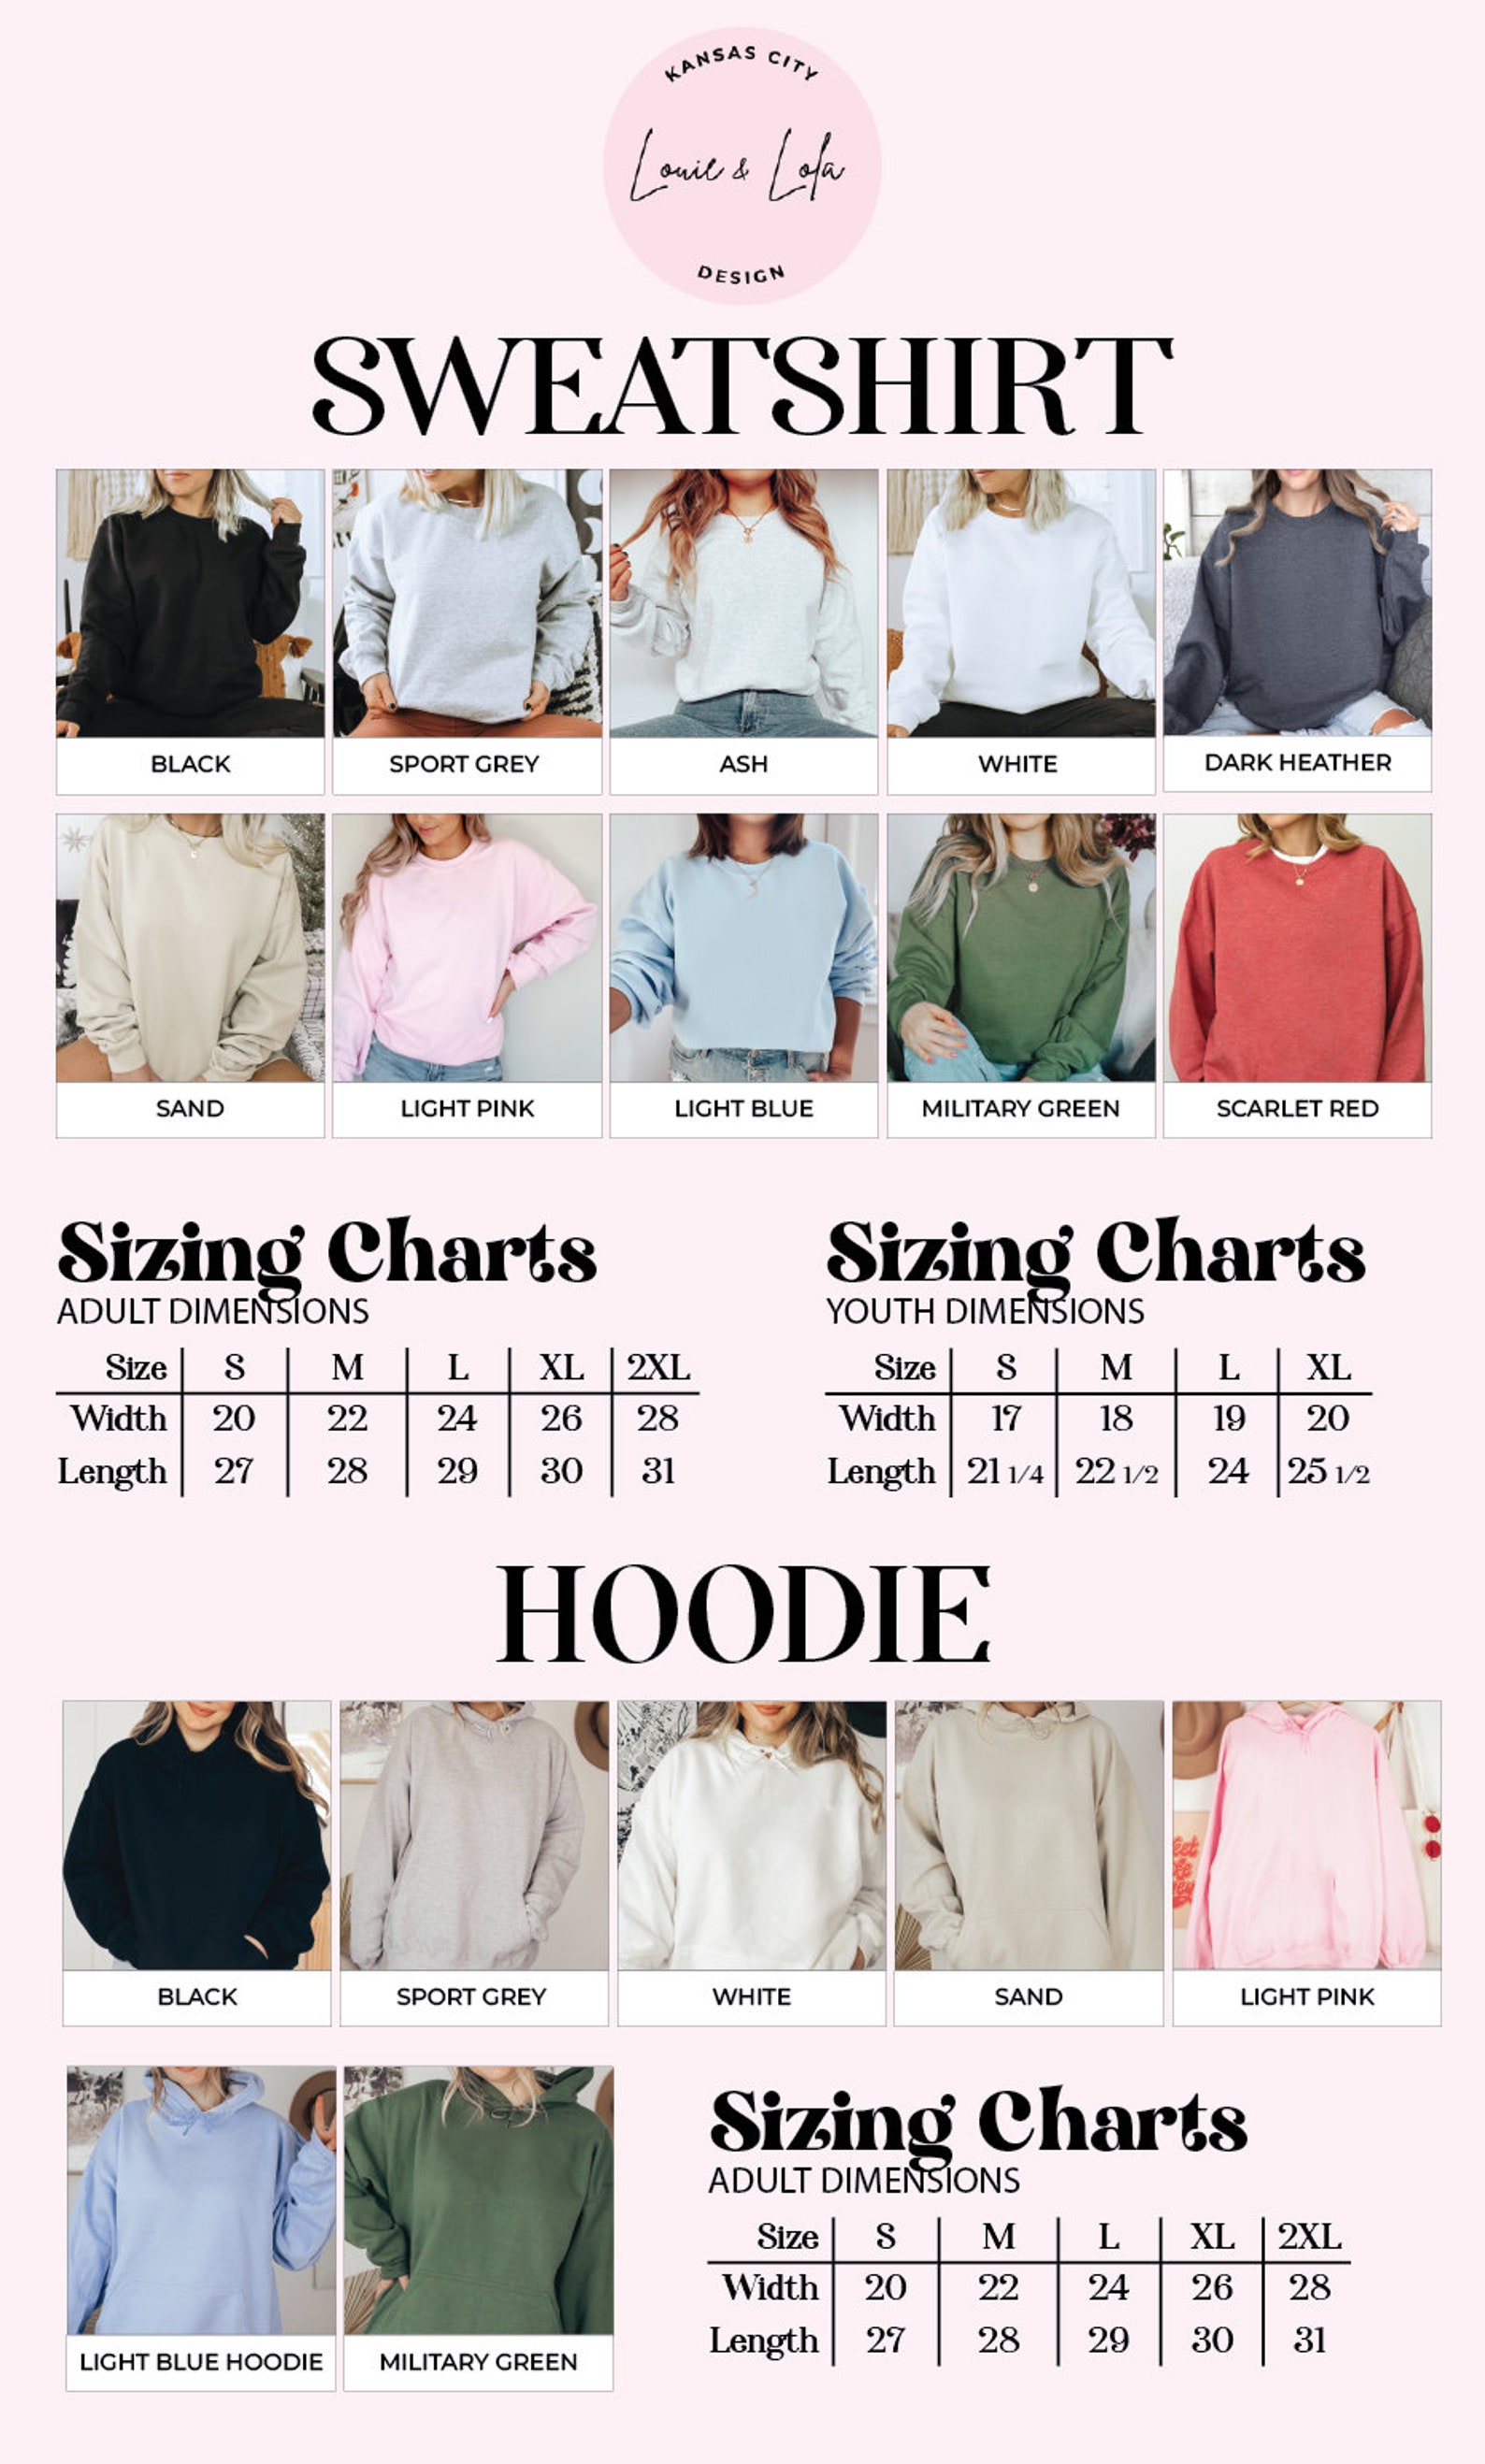 KANSAS CITY
Louie & Lola
DESIGN
SWEATSHIRT
BLACK
SPORT GREY
ASH
WHITE
DARK HEATHER
SAND
LIGHT PINK
LIGHT BLUE
MILITARY GREEN
SCARLET RED
Sizing Charts
ADULT DIMENSIONS
Size S M L XL 2XL
Width 20 22 24 26 28
Length 27 28 29 30 31
Sizing Charts
YOUTH DIMENSIONS
Size S M L XL
Width 17 18 19 20
Length 21 1/4 22 1/2 24 25 1/2
HOODIE
BLACK
SPORT GREY
WHITE
SAND
LIGHT PINK
LIGHT BLUE HOODIE
MILITARY GREEN
Sizing Charts
ADULT DIMENSIONS
Size S M L XL 2XL
Width 20 22 24 26 28
Length 27 28 29 30 31